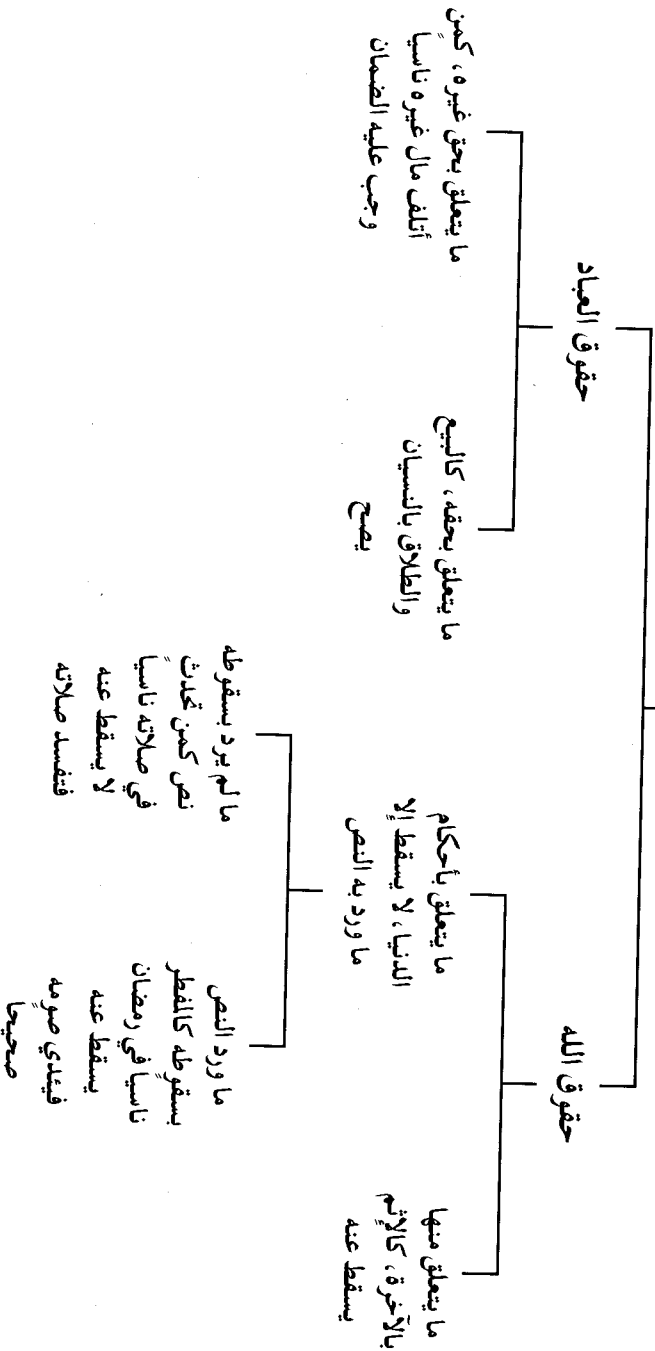 حقوق الله
حقوق العباد
ما يتعلق منها
بالآخرة، كالإثم
يسقط عنه
ما يتعلق بأحكام
الدنيا، لا يسقط إلا
ما ورد به النص
ما يتعلق بحقه، كالبيع
والطلاق بالنسيان
يصح
ما يتعلق بحق غيره، كمن
أتلف مال غيره ناسيا
وجب عليه الضمان
ما ورد النص
بسقوطه كالفطر
ناسيا في رمضان
يسقط عنه
صومه
صحيحا
ما لم يرد بسقوطه
نص كمن تحدث
في صلاته ناسيا
لا يسقط عنه
فتفسد صلاته